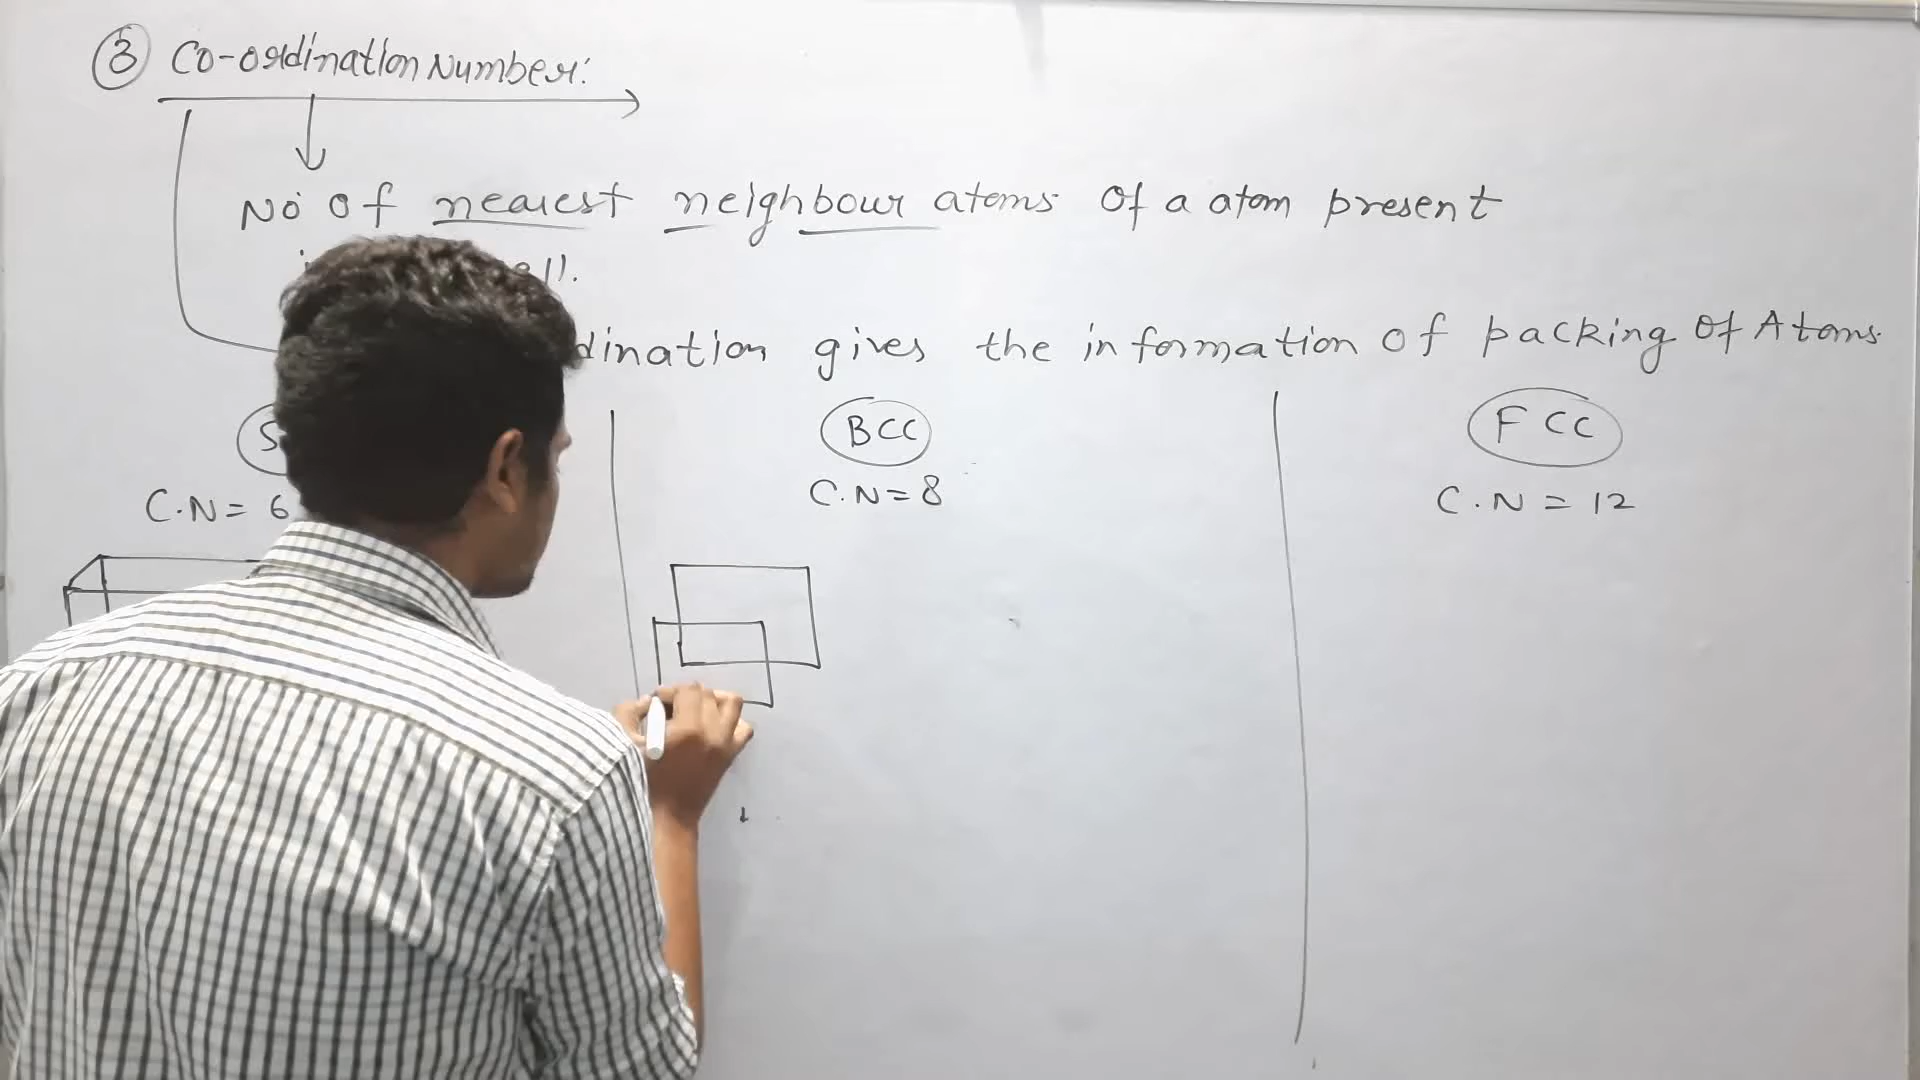 3 Co-ordination Number:
No of nearest neighbour atoms of a atom present
dination gives the information of packing of Atoms
BCC
FCC
C.N= 6
C.N=8
C.N = 12